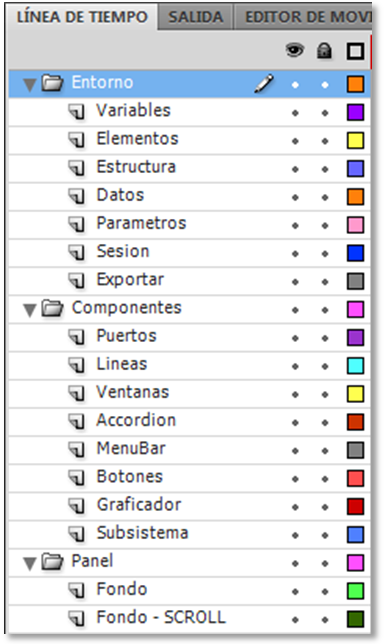 LÍNEA DE TIEMPO SALIDA EDITOR DE MOVI
Entorno
Variables
Elementos
Estructura
Datos
Parametros
Sesion
Exportar
Componentes
Puertos
Lineas
Ventanas
Accordion
MenuBar
Botones
Graficador
Subsistema
Panel
Fondo
Fondo - SCROLL